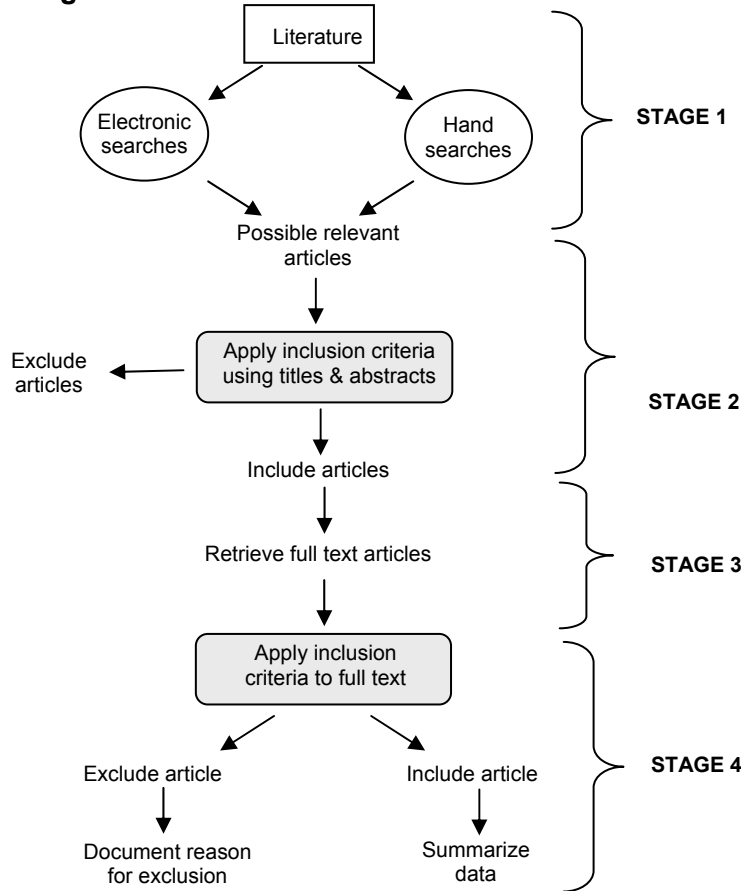 Literature
Electronic
searches
Hand
searches
STAGE 1
Possible relevant
articles
Apply inclusion criteria
using titles & abstracts
Exclude
articles
STAGE 2
Include articles
Retrieve full text articles
STAGE 3
Apply inclusion
criteria to full text
Exclude article
Include article
STAGE 4
Document reason
for exclusion
Summarize
data